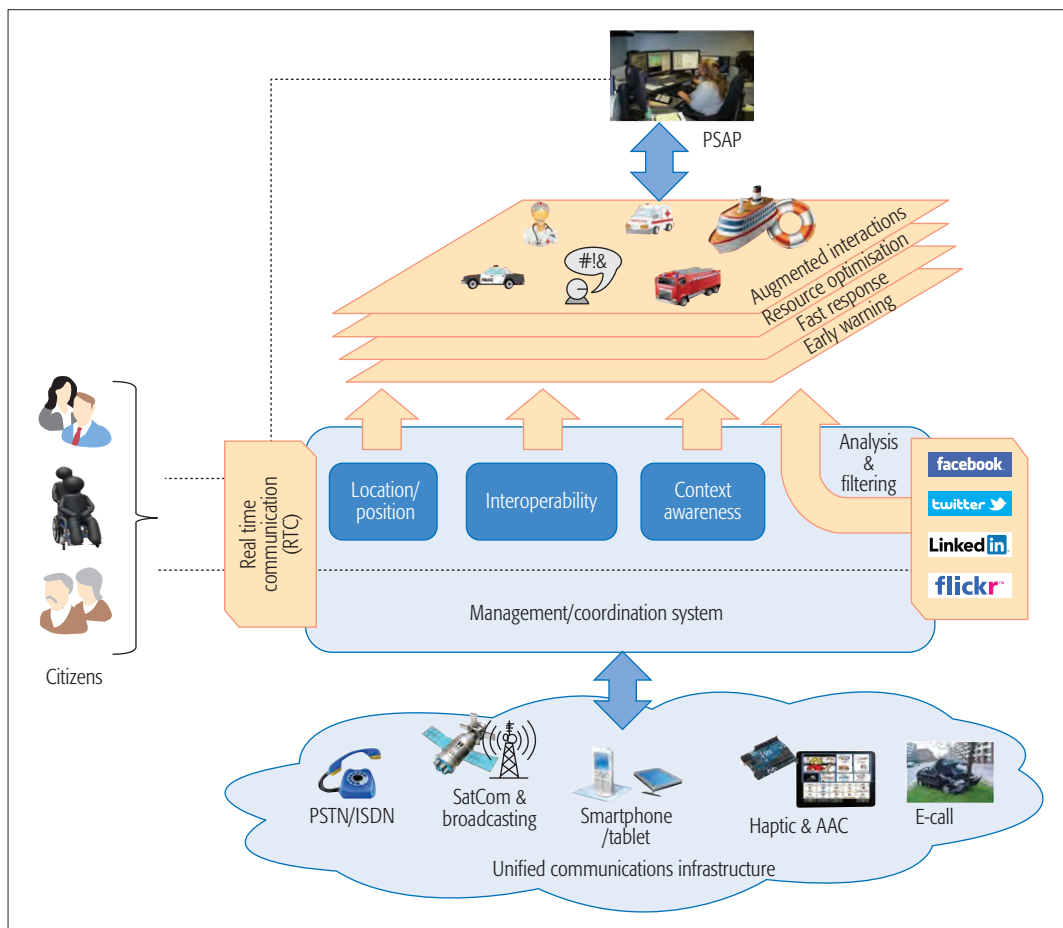 PSAP
#!&
Augmented interactions
Resource optimisation
Fast response
Early warning
Citizens
Real time
communication
(RTC)
Location/
position
Interoperability
Context
awareness
Analysis
&
filtering
facebook
twitter
Linked in
flickr
Management/coordination system
PSTN/ISDN
SatCom &
broadcasting
Smartphone
/tablet
Haptic & AAC
E-call
Unified communications infrastructure